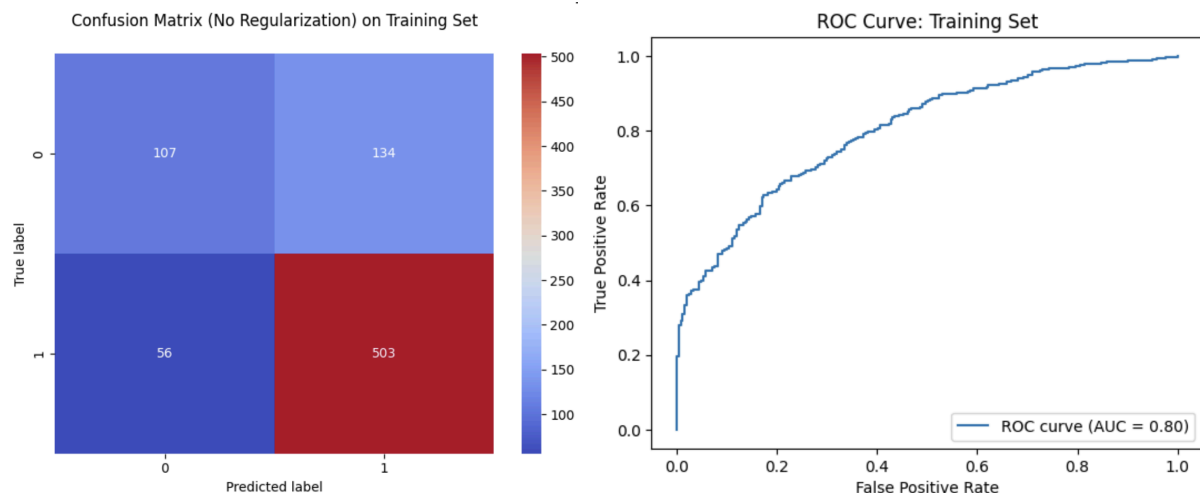 Confusion Matrix (No Regularization) on Training Set
0
1
True label
107 134
56 503
0 1
Predicted label
500
450
400
350
300
250
200
150
100
ROC Curve: Training Set
1.0
0.8
0.6
0.4
0.2
0.0
True Positive Rate
ROC curve (AUC = 0.80)
0.0 0.2 0.4 0.6 0.8 1.0
False Positive Rate